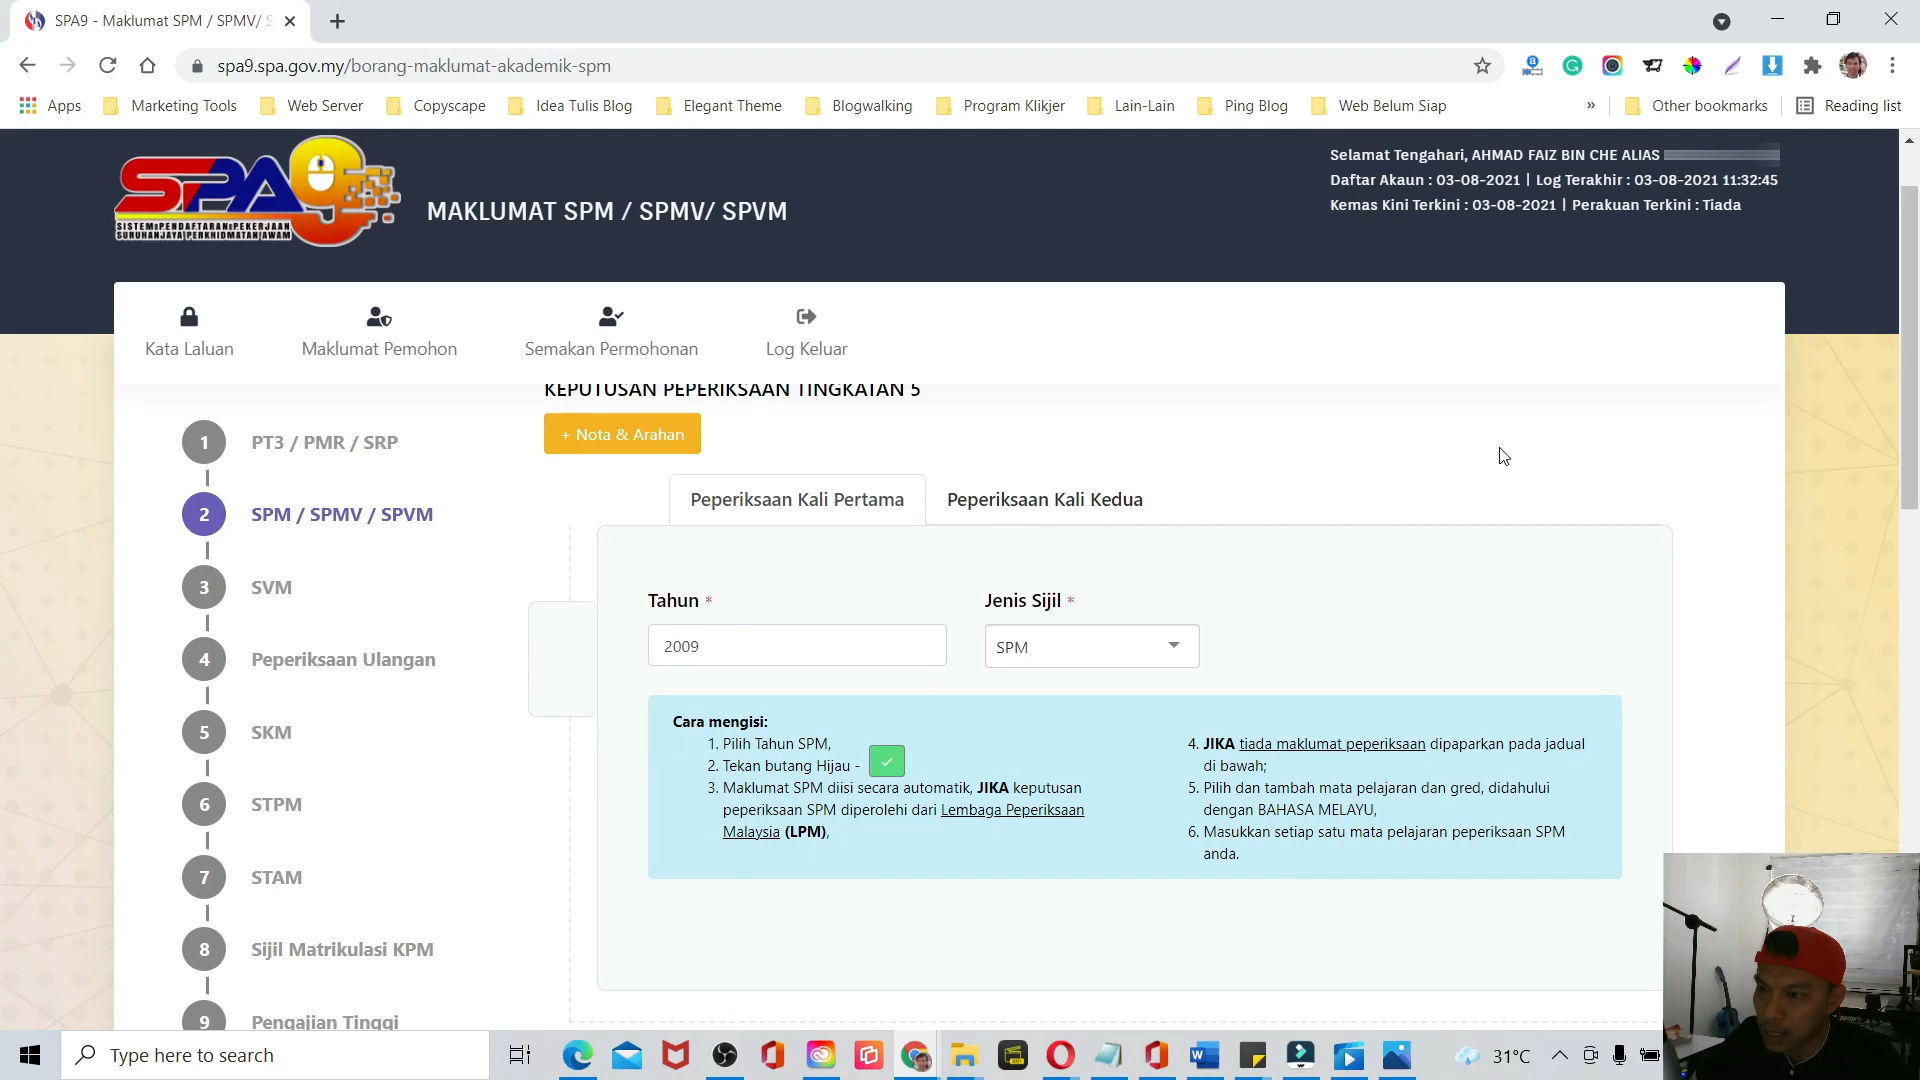 SPA9 - Maklumat SPM / SPMV/ S
spa9.spa.gov.my/borang-maklumat-akademik-spm
Apps
Marketing Tools
Web Server
Copyscape
Idea Tulis Blog
Elegant Theme
Blogwalking
Program Klikjer
Lain-Lain
Ping Blog
Web Belum Siap
»
Other bookmarks
Reading list
SPA9
SISTEM PENDAFTARAN PEKERJAAN
SURUHANJAYA PERKHIDMATAN AWAM
MAKLUMAT SPM / SPMV/ SPVM
Selamat Tengahari, AHMAD FAIZ BIN CHE ALIAS
Daftar Akaun : 03-08-2021 | Log Terakhir : 03-08-2021 11:32:45
Kemas Kini Terkini : 03-08-2021 | Perakuan Terkini : Tiada
Kata Laluan
Maklumat Pemohon
Semakan Permohonan
Log Keluar
KEPUTUSAN PEPERIKSAAN TINGKATAN 5
+ Nota & Arahan
1 PT3 / PMR / SRP
2 SPM / SPMV / SPVM
3 SVM
4 Peperiksaan Ulangan
5 SKM
6 STPM
7 STAM
8 Sijil Matrikulasi KPM
9 Pengajian Tinggi
Peperiksaan Kali Pertama
Peperiksaan Kali Kedua
Tahun *
2009
Jenis Sijil *
SPM
Cara mengisi:
1. Pilih Tahun SPM,
2. Tekan butang Hijau -
3. Maklumat SPM diisi secara automatik, JIKA keputusan
peperiksaan SPM diperolehi dari Lembaga Peperiksaan
Malaysia (LPM),
4. JIKA tiada maklumat peperiksaan dipaparkan pada jadual
di bawah;
5. Pilih dan tambah mata pelajaran dan gred, didahului
dengan BAHASA MELAYU,
6. Masukkan setiap satu mata pelajaran peperiksaan SPM
anda.
Type here to search
31°C